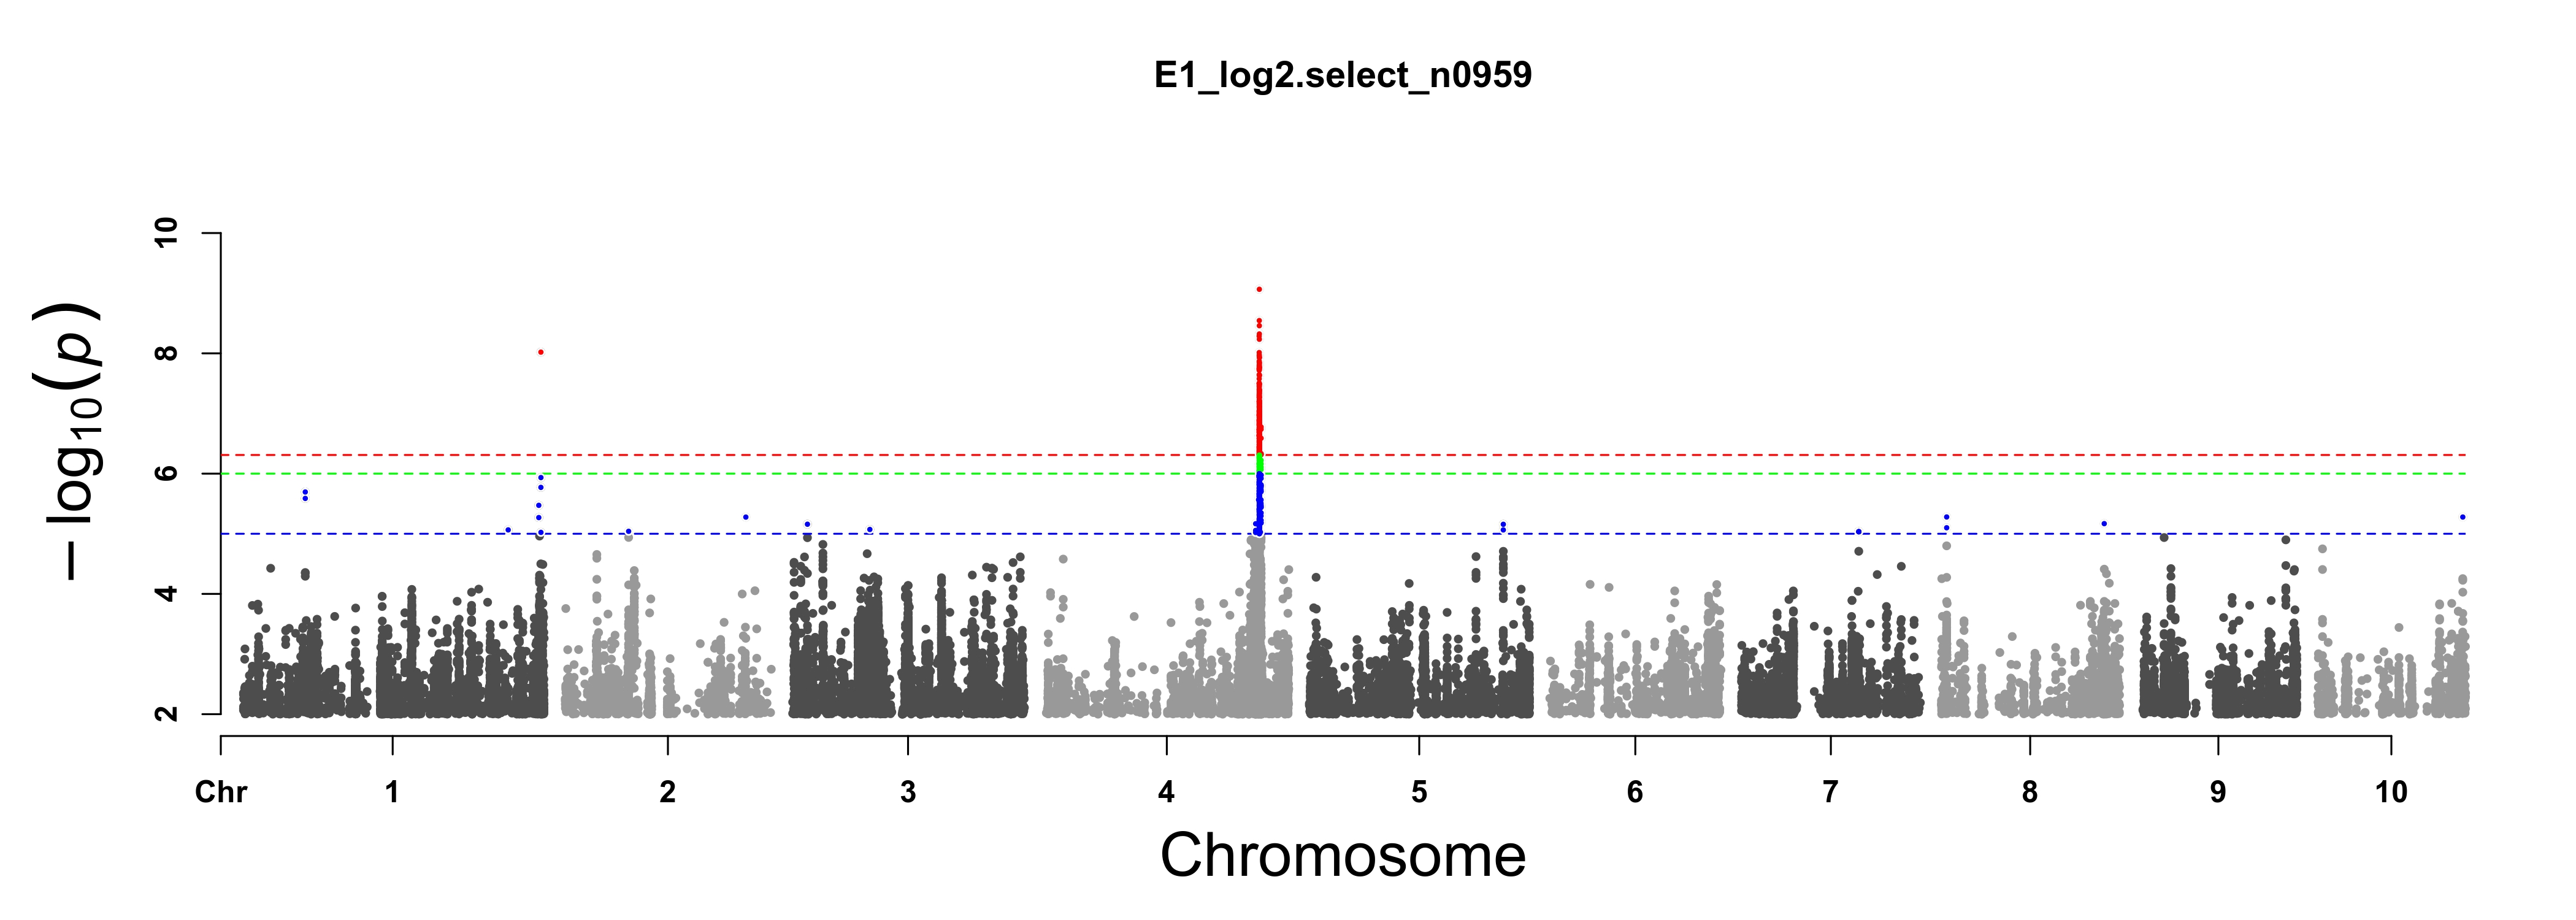 E1_log2.select_n0959
10
8
6
4
2
− log10(p)
Chr 1 2 3 4 5 6 7 8 9 10
Chromosome